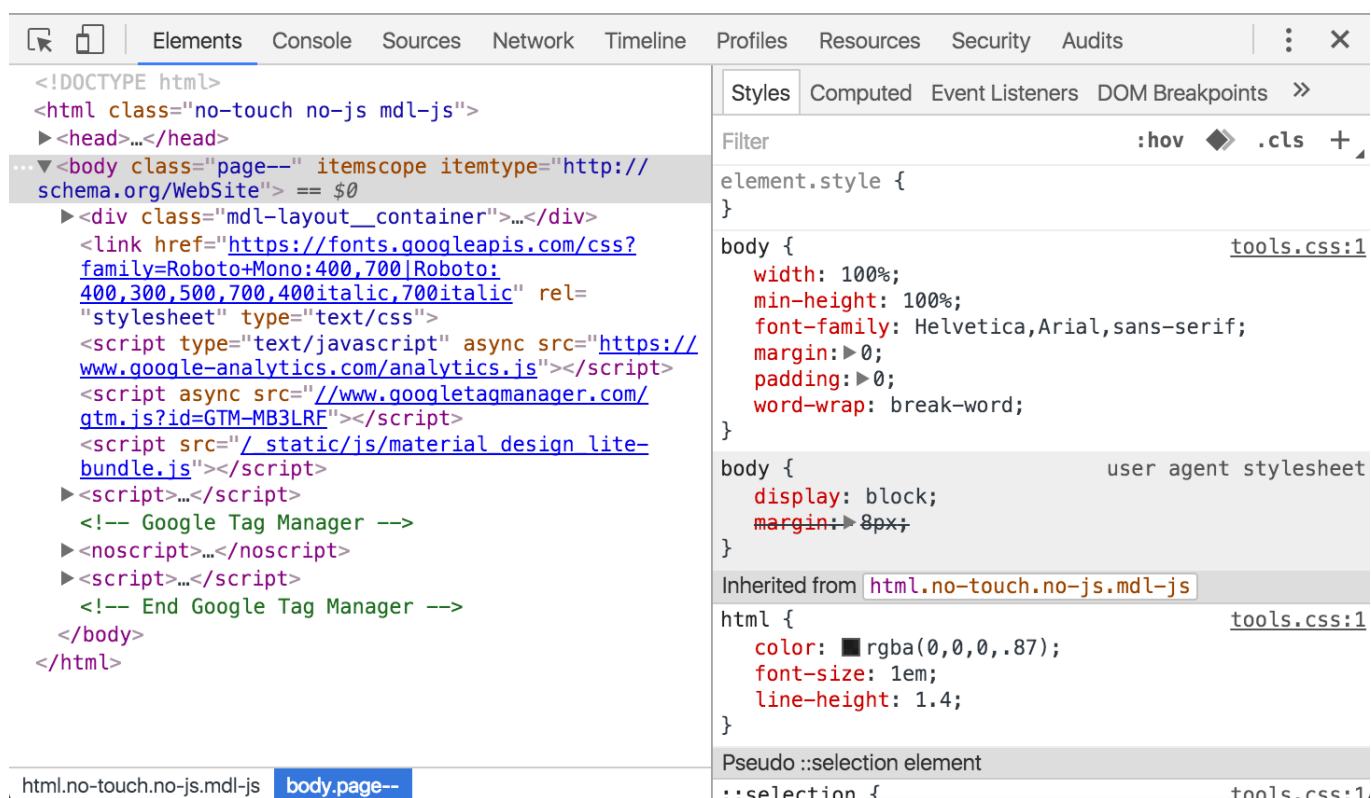 Elements Console Sources Network Timeline Profiles Resources Security Audits
<!DOCTYPE html>
<html class="no-touch no-js mdl-js">
<head>…</head>
<body class="page--" itemscope itemtype="http://
schema.org/WebSite"> == $0
<div class="mdl-layout__container">…</div>
<link href="https://fonts.googleapis.com/css?
family=Roboto+Mono:400,700|Roboto:
400,300,500,700,400italic,700italic" rel=
"stylesheet" type="text/css">
<script type="text/javascript" async src="https://
www.google-analytics.com/analytics.js"></script>
<script async src="//www.googletagmanager.com/
gtm.js?id=GTM-MB3LRF"></script>
<script src="/_static/js/material_design_lite-
bundle.js"></script>
<script>…</script>
<!-- Google Tag Manager -->
<noscript>…</noscript>
<script>…</script>
<!-- End Google Tag Manager -->
</body>
</html>
html.no-touch.no-js.mdl-js body.page--
Styles Computed Event Listeners DOM Breakpoints »
Filter :hov .cls +
element.style {
}
body { tools.css:1
width: 100%;
min-height: 100%;
font-family: Helvetica,Arial,sans-serif;
margin: 0;
padding: 0;
word-wrap: break-word;
}
body { user agent stylesheet
display: block;
margin: 8px;
}
Inherited from html.no-touch.no-js.mdl-js
html { tools.css:1
color: rgba(0,0,0,.87);
font-size: 1em;
line-height: 1.4;
}
Pseudo ::selection element
::selection { tools.css:1